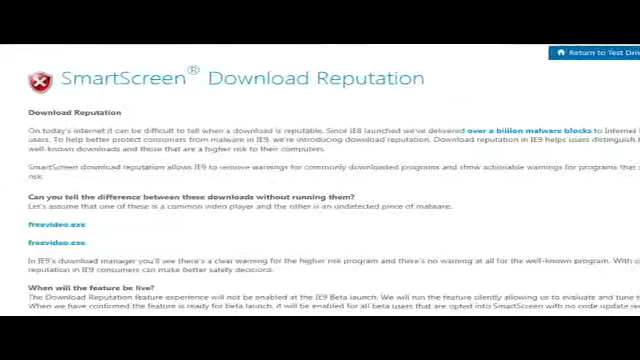 Return to Test Driv
SmartScreen® Download Reputation
Download Reputation
On today's internet it can be difficult to tell when a download is reputable. Since IE8 launched we've delivered over a billion malware blocks to Internet
users. To help better protect consumers from malware in IE9, we're introducing download reputation. Download reputation in IE9 helps users distinguish
well-known downloads and those that are a higher risk to their computers.
SmartScreen download reputation allows IE9 to remove warnings for commonly downloaded programs and show actionable warnings for programs that
risk.
Can you tell the difference between these downloads without running them?
Let's assume that one of these is a common video player and the other is an undetected piece of malware.
freevideo.exe
freevideo.exe
In IE9's download manager you'll see there's a clear warning for the higher risk program and there's no warning at all for the well-known program. With
reputation in IE9 consumers can make better safety decisions.
When will the feature be live?
The Download Reputation feature experience will not be enabled at the IE9 Beta launch. We will run the feature silently allowing us to evaluate and tune
When we have confirmed the feature is ready for beta launch, it will be enabled for all beta users that are opted into SmartScreen with no code update